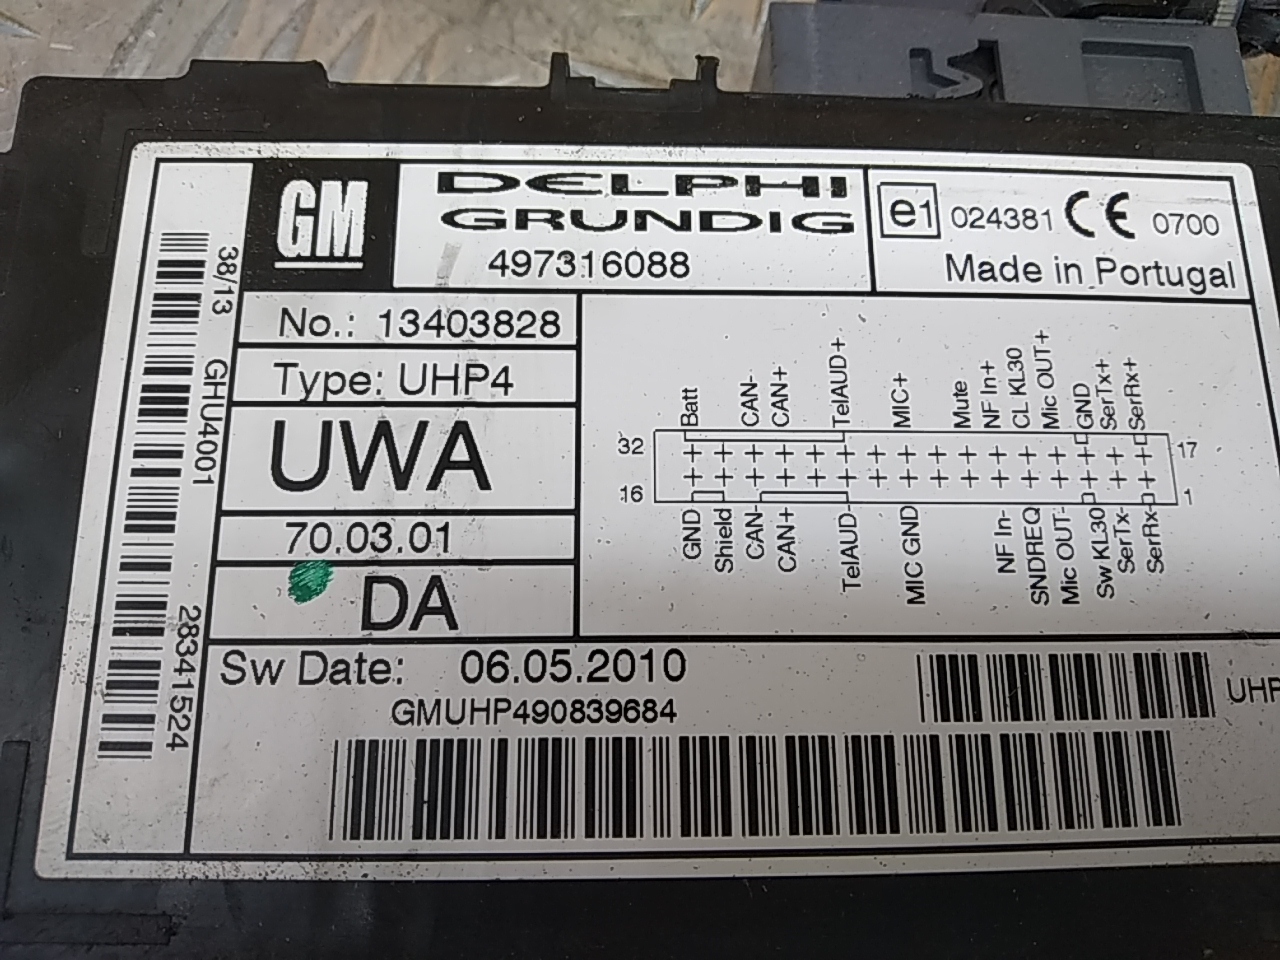 GM
DELPHI
GRUNDIG
497316088
e1 024381 CE 0700
Made in Portugal
38/13 GHU4001 28341524
No.: 13403828
Type: UHP4
UWA
70.03.01
DA
Batt CAN- CAN+ TelAUD+ MIC+ Mute NF In+ CL KL30 Mic OUT+ GND SerTx+ SerRx+
32 17
16 1
GND Shield CAN- CAN+ TelAUD- MIC GND NF In- SNDREQ Mic OUT- Sw KL30 SerTx- SerRx-
Sw Date: 06.05.2010
GMUHP490839684
UHP